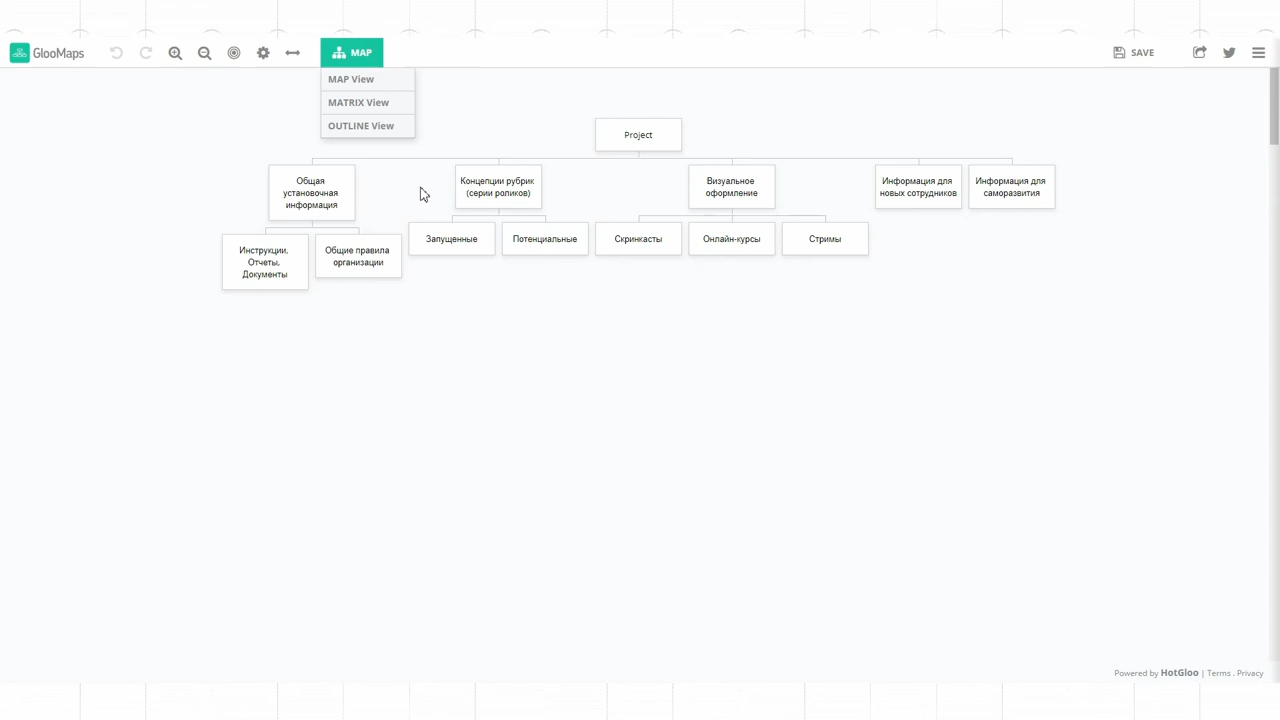 GlooMaps
MAP
SAVE
MAP View
MATRIX View
OUTLINE View
Project
Общая
установочная
информация
Концепции рубрик
(серии роликов)
Визуальное
оформление
Информация для
новых сотрудников
Информация для
саморазвития
Инструкции,
Отчеты,
Документы
Общие правила
организации
Запущенные
Потенциальные
Скринкасты
Онлайн-курсы
Стримы
Powered by HotGloo | Terms . Privacy